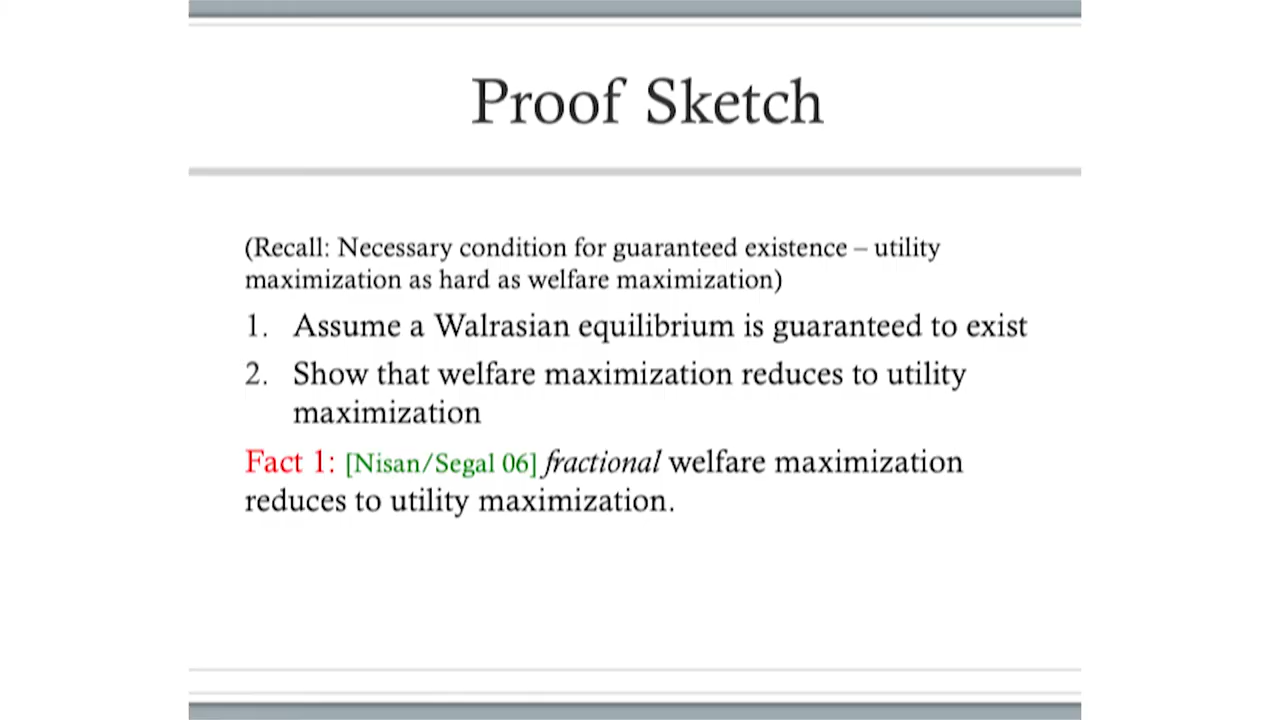 Proof Sketch
(Recall: Necessary condition for guaranteed existence – utility
maximization as hard as welfare maximization)
1. Assume a Walrasian equilibrium is guaranteed to exist
2. Show that welfare maximization reduces to utility
maximization
Fact 1: [Nisan/Segal 06] fractional welfare maximization
reduces to utility maximization.